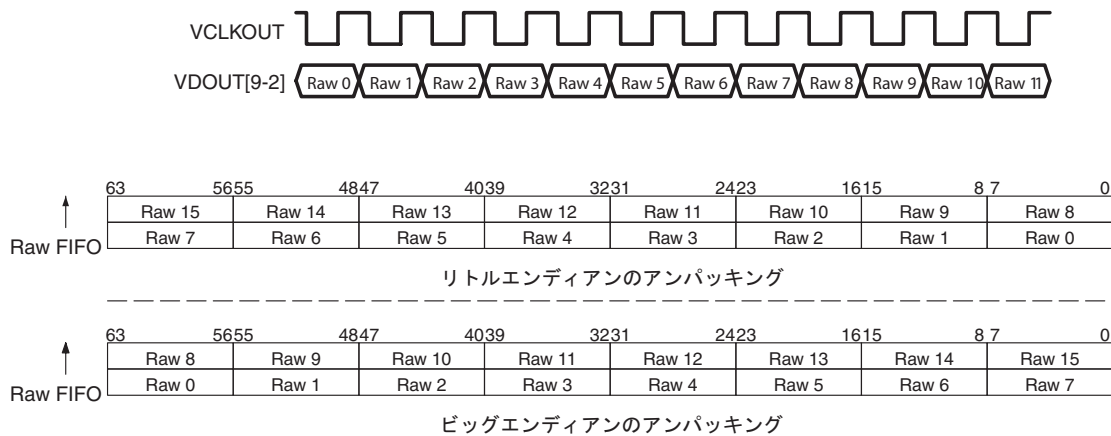 VCLKOUT
VDOUT[9-2] Raw 0 Raw 1 Raw 2 Raw 3 Raw 4 Raw 5 Raw 6 Raw 7 Raw 8 Raw 9 Raw 10 Raw 11
63 5655 4847 4039 3231 2423 1615 8 7 0
Raw 15 Raw 14 Raw 13 Raw 12 Raw 11 Raw 10 Raw 9 Raw 8
Raw FIFO Raw 7 Raw 6 Raw 5 Raw 4 Raw 3 Raw 2 Raw 1 Raw 0
リトルエンディアンのアンパッキング
63 5655 4847 4039 3231 2423 1615 8 7 0
Raw 8 Raw 9 Raw 10 Raw 11 Raw 12 Raw 13 Raw 14 Raw 15
Raw FIFO Raw 0 Raw 1 Raw 2 Raw 3 Raw 4 Raw 5 Raw 6 Raw 7
ビッグエンディアンのアンパッキング